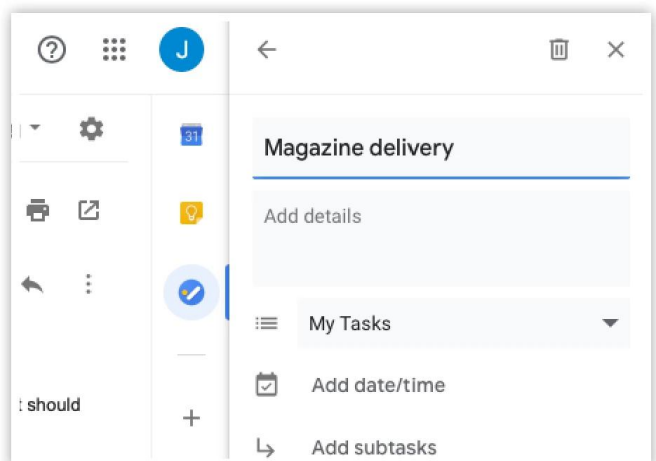 J
31
Magazine delivery
Add details
My Tasks
Add date/time
t should
Add subtasks